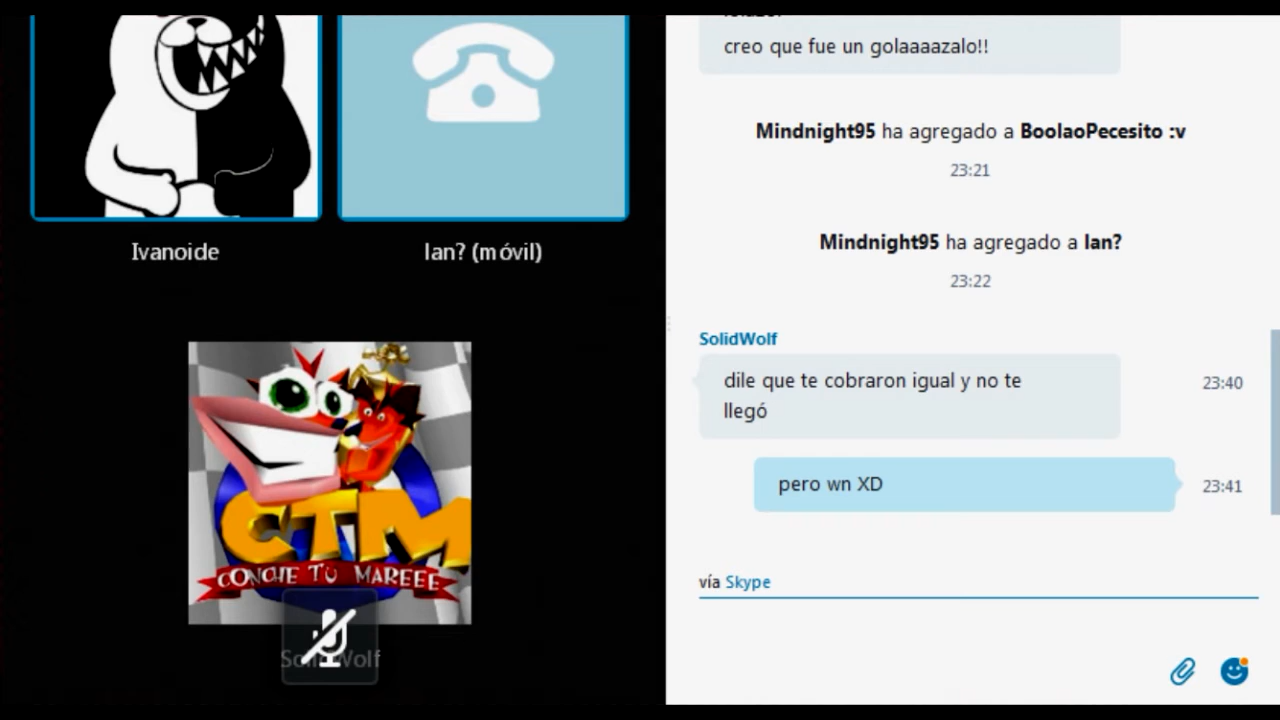 creo que fue un golaaaazalo!!
Mindnight95 ha agregado a BoolaoPecesito :v
23:21
Ivanoide
Ian? (móvil)
Mindnight95 ha agregado a Ian?
23:22
SolidWolf
dile que te cobraron igual y no te
llegó
23:40
pero wn XD
23:41
CTM
CONCHE TU MAREEE
SolidWolf
vía Skype